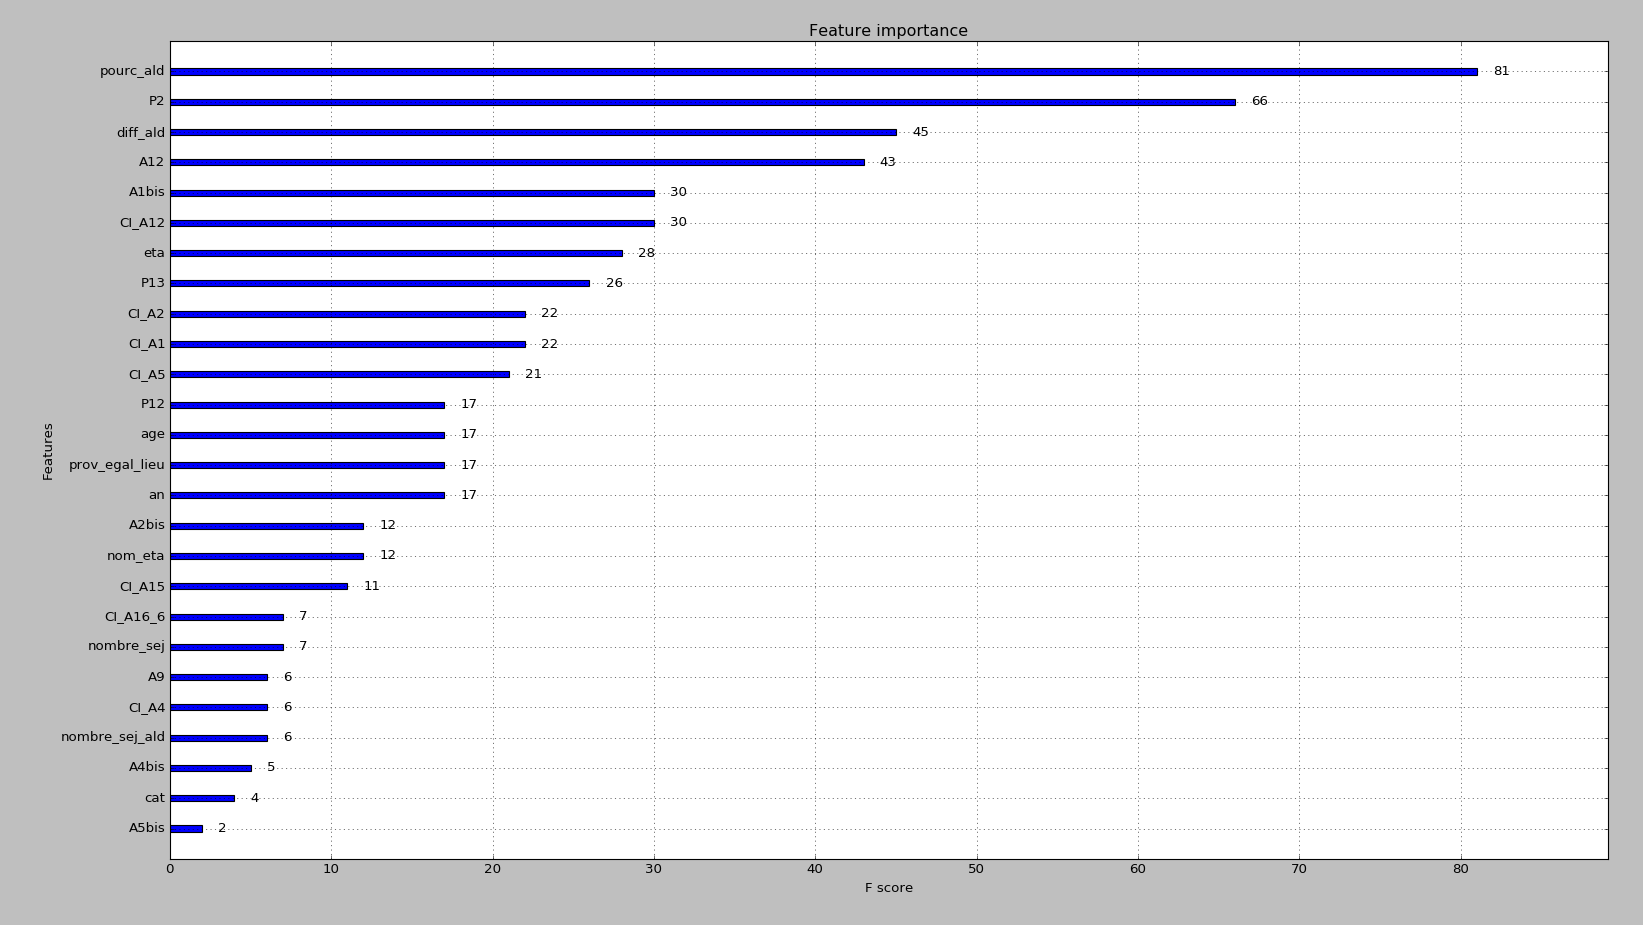 Feature importance
pourc_ald 81
P2 66
diff_ald 45
A12 43
A1bis 30
CI_A12 30
eta 28
P13 26
CI_A2 22
CI_A1 22
CI_A5 21
P12 17
age 17
prov_egal_lieu 17
an 17
A2bis 12
nom_eta 12
CI_A15 11
CI_A16_6 7
nombre_sej 7
A9 6
CI_A4 6
nombre_sej_ald 6
A4bis 5
cat 4
A5bis 2
Features
0 10 20 30 40 50 60 70 80
F score